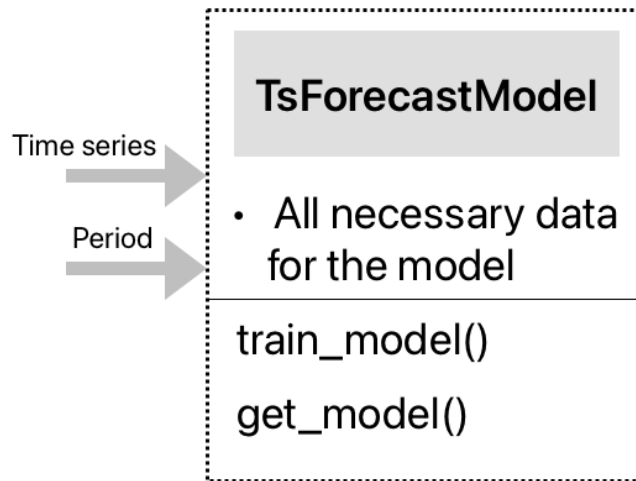 TsForecastModel
Time series
Period
• All necessary data
for the model
train_model()
get_model()